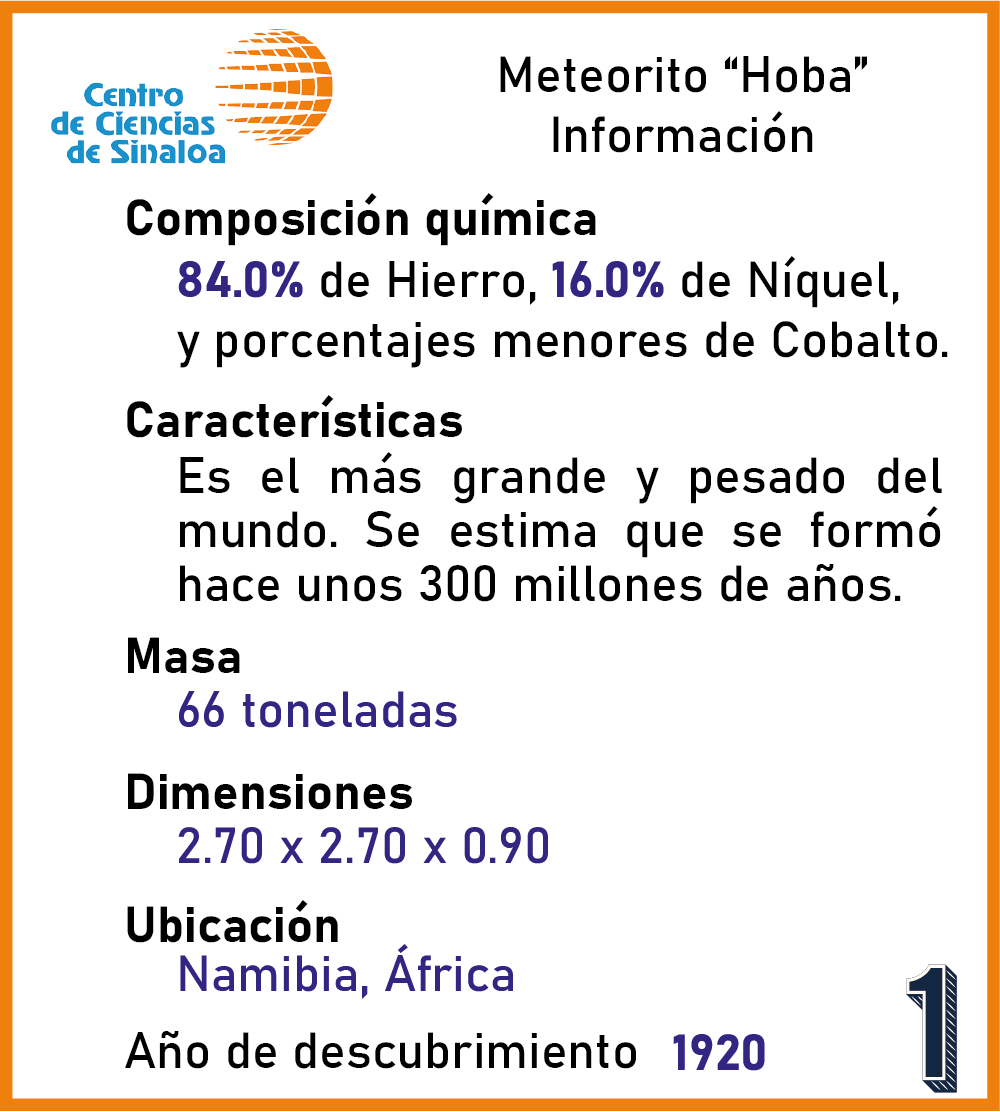 Centro
de Ciencias
de Sinaloa
Meteorito “Hoba”
Información
Composición química
84.0% de Hierro, 16.0% de Níquel,
y porcentajes menores de Cobalto.
Características
Es el más grande y pesado del
mundo. Se estima que se formó
hace unos 300 millones de años.
Masa
66 toneladas
Dimensiones
2.70 x 2.70 x 0.90
Ubicación
Namibia, África
Año de descubrimiento 1920
1